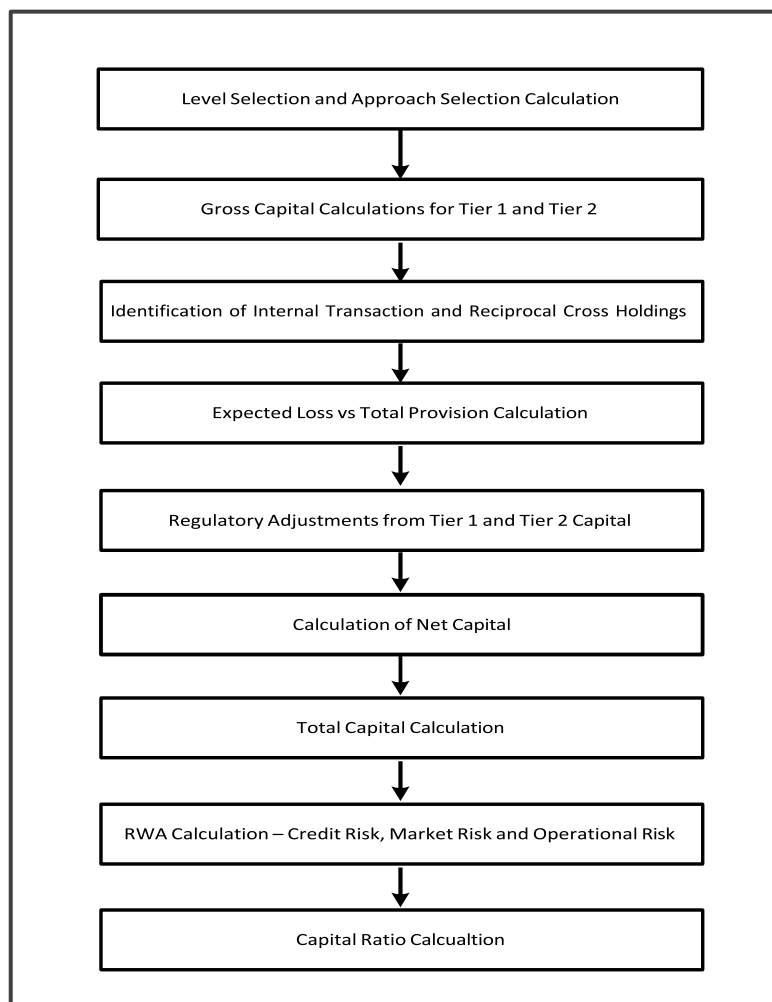 Level Selection and Approach Selection Calculation
Gross Capital Calculations for Tier 1 and Tier 2
Identification of Internal Transaction and Reciprocal Cross Holdings
Expected Loss vs Total Provision Calculation
Regulatory Adjustments from Tier 1 and Tier 2 Capital
Calculation of Net Capital
Total Capital Calculation
RWA Calculation – Credit Risk, Market Risk and Operational Risk
Capital Ratio Calcualtion